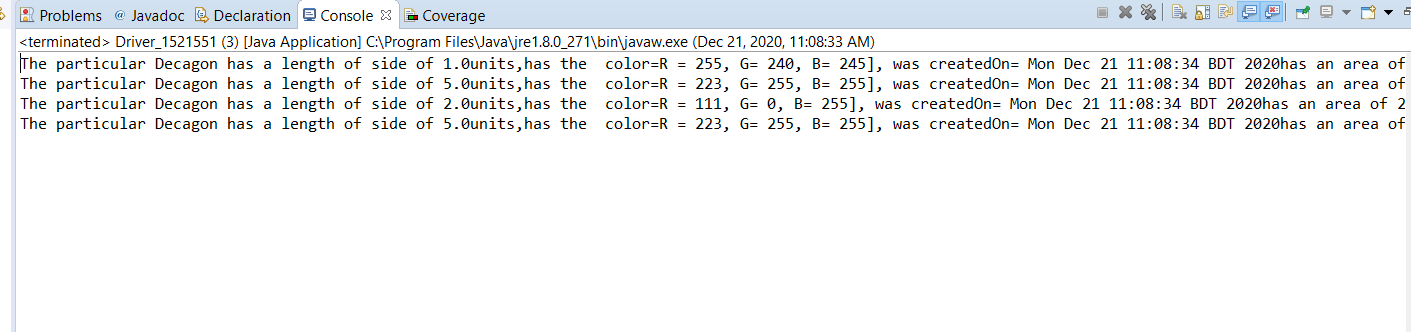 Problems @ Javadoc Declaration Console Coverage
<terminated> Driver_1521551 (3) [Java Application] C:\Program Files\Java\jre1.8.0_271\bin\javaw.exe (Dec 21, 2020, 11:08:33 AM)
The particular Decagon has a length of side of 1.0units,has the  color=R = 255, G= 240, B= 245], was createdOn= Mon Dec 21 11:08:34 BDT 2020has an area of
The particular Decagon has a length of side of 5.0units,has the  color=R = 223, G= 255, B= 255], was createdOn= Mon Dec 21 11:08:34 BDT 2020has an area of
The particular Decagon has a length of side of 2.0units,has the  color=R = 111, G= 0, B= 255], was createdOn= Mon Dec 21 11:08:34 BDT 2020has an area of 2
The particular Decagon has a length of side of 5.0units,has the  color=R = 223, G= 255, B= 255], was createdOn= Mon Dec 21 11:08:34 BDT 2020has an area of